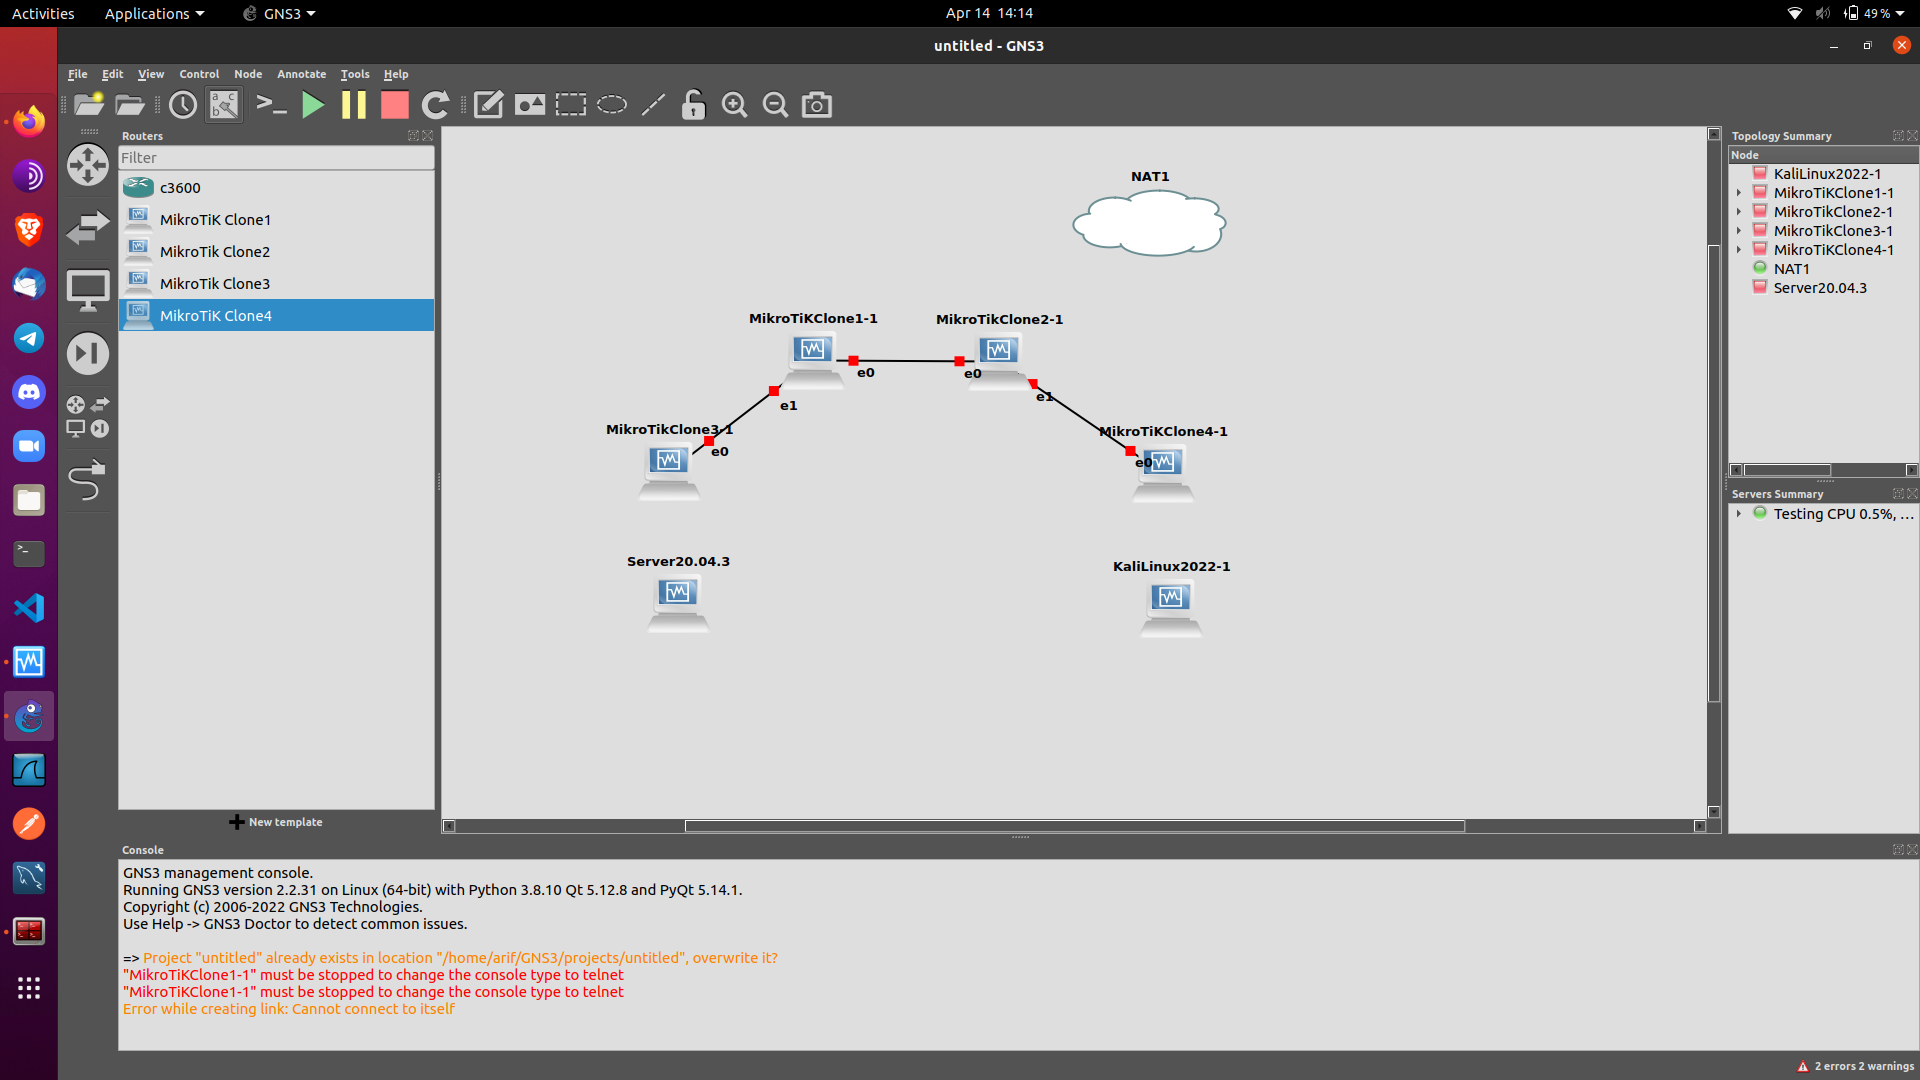 Activities
Applications
GNS3
Apr 14 14:14
49 %
untitled - GNS3
File Edit View Control Node Annotate Tools Help
Routers
Filter
c3600
MikroTiK Clone1
MikroTik Clone2
MikroTik Clone3
MikroTiK Clone4
New template
NAT1
MikroTiKClone1-1
MikroTikClone2-1
e0
e0
e1
e1
MikroTikClone3-1
MikroTiKClone4-1
e0
e0
Server20.04.3
KaliLinux2022-1
Topology Summary
Node
KaliLinux2022-1
MikroTiKClone1-1
MikroTikClone2-1
MikroTikClone3-1
MikroTiKClone4-1
NAT1
Server20.04.3
Servers Summary
Testing CPU 0.5%, ...
Console
GNS3 management console.
Running GNS3 version 2.2.31 on Linux (64-bit) with Python 3.8.10 Qt 5.12.8 and PyQt 5.14.1.
Copyright (c) 2006-2022 GNS3 Technologies.
Use Help -> GNS3 Doctor to detect common issues.
=> Project "untitled" already exists in location "/home/arif/GNS3/projects/untitled", overwrite it?
"MikroTiKClone1-1" must be stopped to change the console type to telnet
"MikroTiKClone1-1" must be stopped to change the console type to telnet
Error while creating link: Cannot connect to itself
2 errors 2 warnings